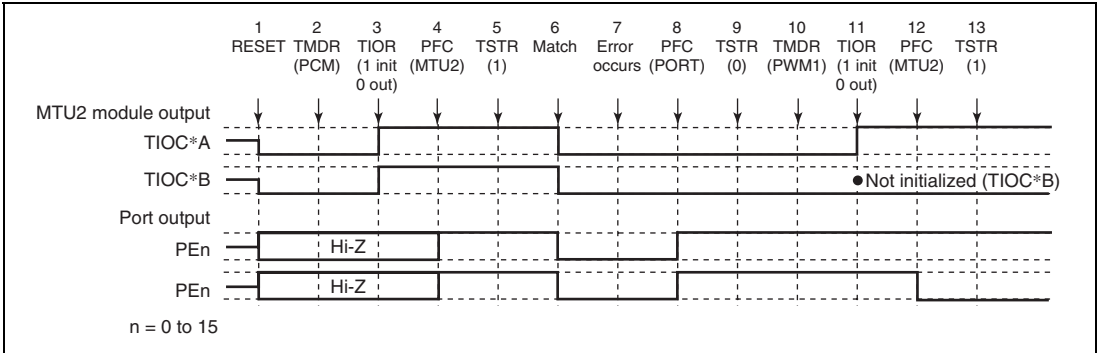 1 2 3 4 5 6 7 8 9 10 11 12 13
RESET TMDR TIOR PFC TSTR Match Error PFC TSTR TMDR TIOR PFC TSTR
(PCM) (1 init (MTU2) (1) occurs (PORT) (0) (PWM1) (1 init (MTU2) (1)
0 out) 0 out)
MTU2 module output
TIOC*A
TIOC*B
Not initialized (TIOC*B)
Port output
PEn
Hi-Z
PEn
Hi-Z
n = 0 to 15